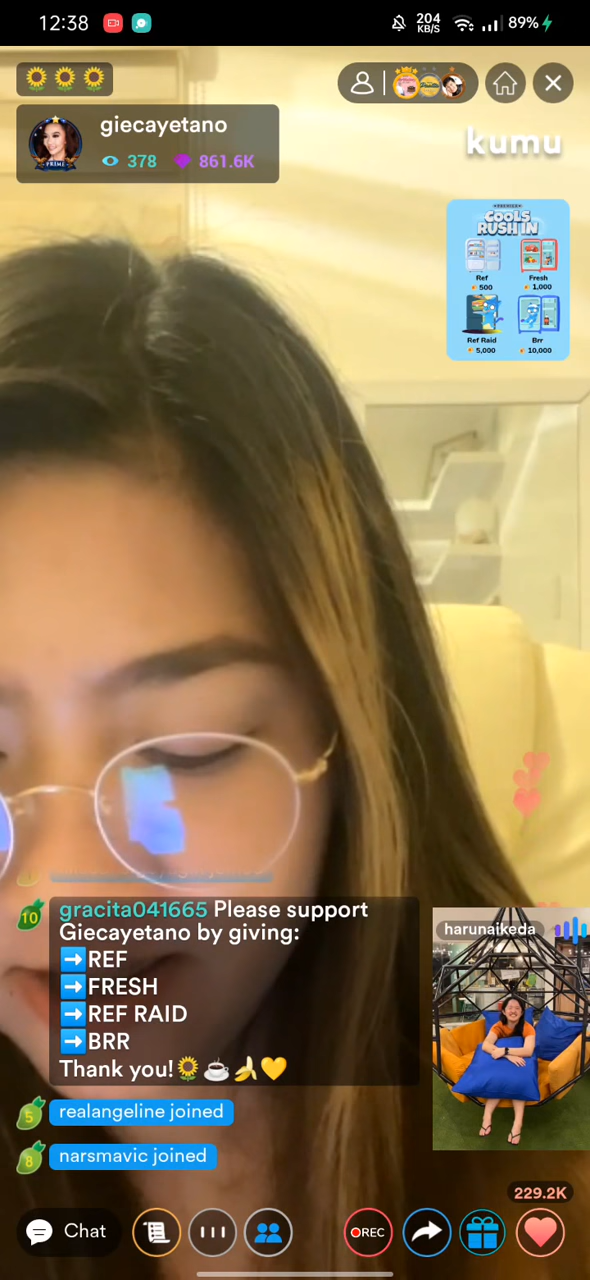 12:38
204
KB/S
89%
giecayetano
PRIME
378
861.6K
kumu
COOLS
RUSH IN
Ref
500
Fresh
1,000
Ref Raid
5,000
Brr
10,000
harunaikeda
10
gracita041665 Please support
Giecayetano by giving:
➡️REF
➡️FRESH
➡️REF RAID
➡️BRR
Thank you!🌻☕🍌💛
5
realangeline joined
8
narsmavic joined
229.2K
Chat
REC